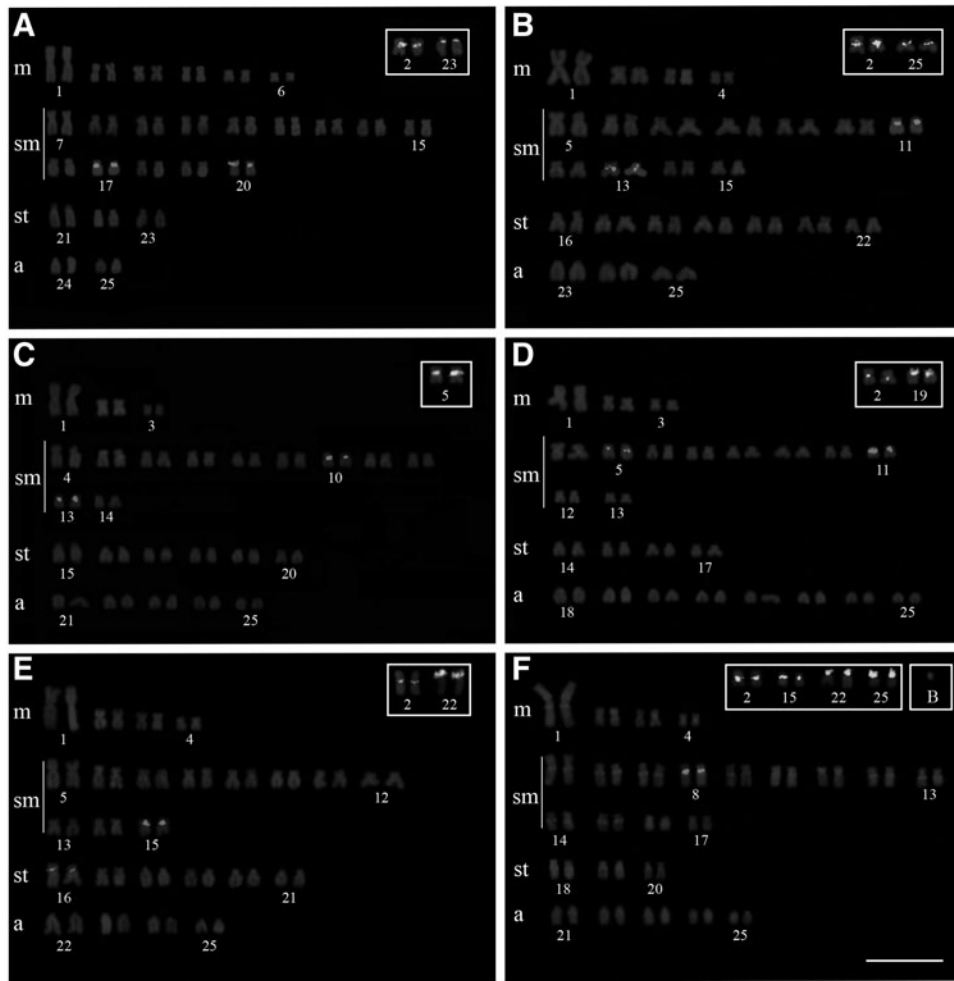 A
m
2 23
1 6
sm
7 15
17 20
st
21 23
a
24 25
B
m
2 25
1 4
sm
5 11
13 15
st
16 22
a
23 25
C
m
5
1 3
sm
4 10
13 14
st
15 20
a
21 25
D
m
2 19
1 3
sm
5 11
12 13
st
14 17
a
18 25
E
m
2 22
1 4
sm
5 12
13 15
st
16 21
a
22 25
F
m
2 15 22 25 B
1 4
sm
8 13
14 17
st
18 20
a
21 25